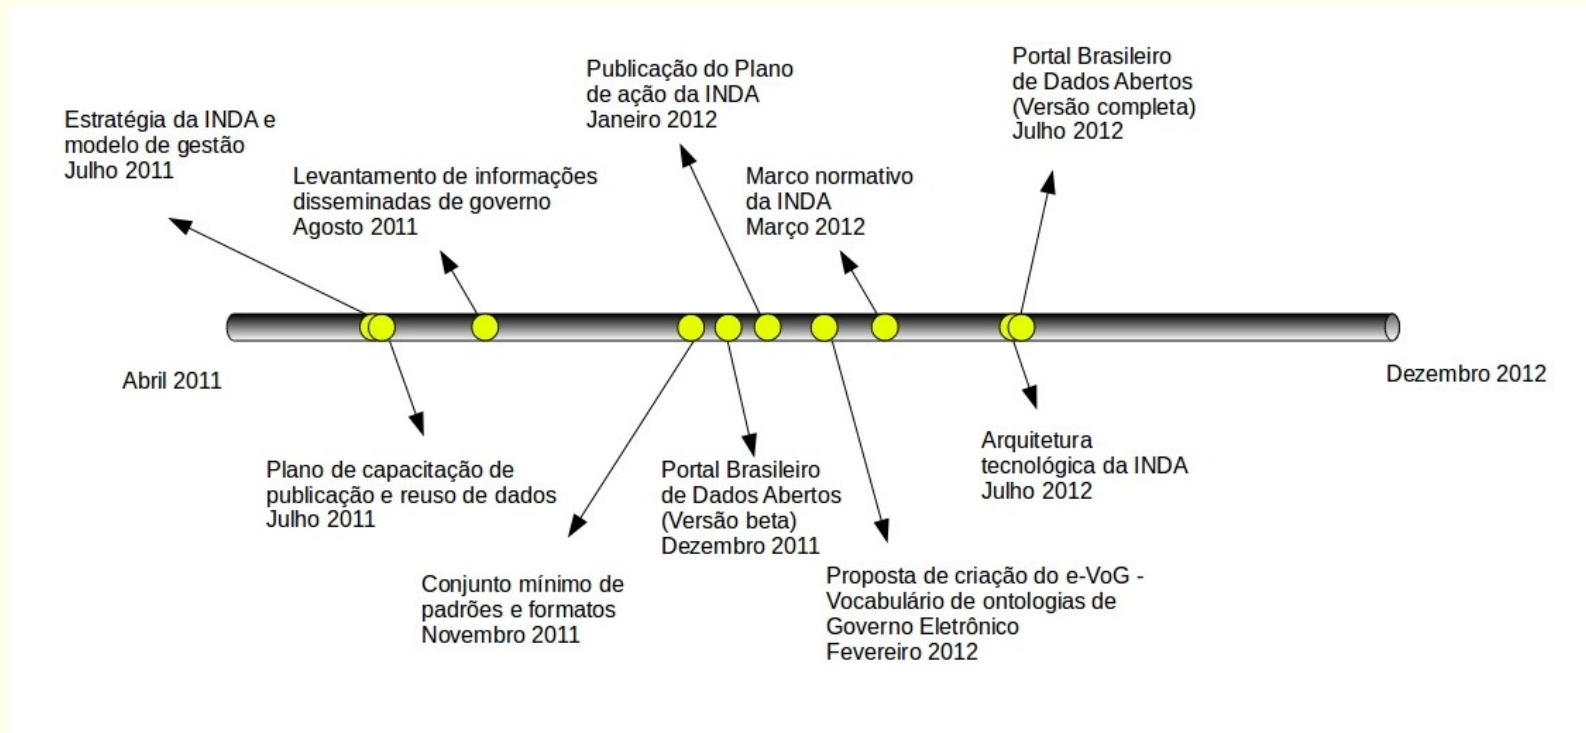 Estratégia da INDA e
modelo de gestão
Julho 2011
Levantamento de informações
disseminadas de governo
Agosto 2011
Publicação do Plano
de ação da INDA
Janeiro 2012
Marco normativo
da INDA
Março 2012
Portal Brasileiro
de Dados Abertos
(Versão completa)
Julho 2012
Abril 2011
Dezembro 2012
Plano de capacitação de
publicação e reuso de dados
Julho 2011
Conjunto mínimo de
padrões e formatos
Novembro 2011
Portal Brasileiro
de Dados Abertos
(Versão beta)
Dezembro 2011
Proposta de criação do e-VoG -
Vocabulário de ontologias de
Governo Eletrônico
Fevereiro 2012
Arquitetura
tecnológica da INDA
Julho 2012